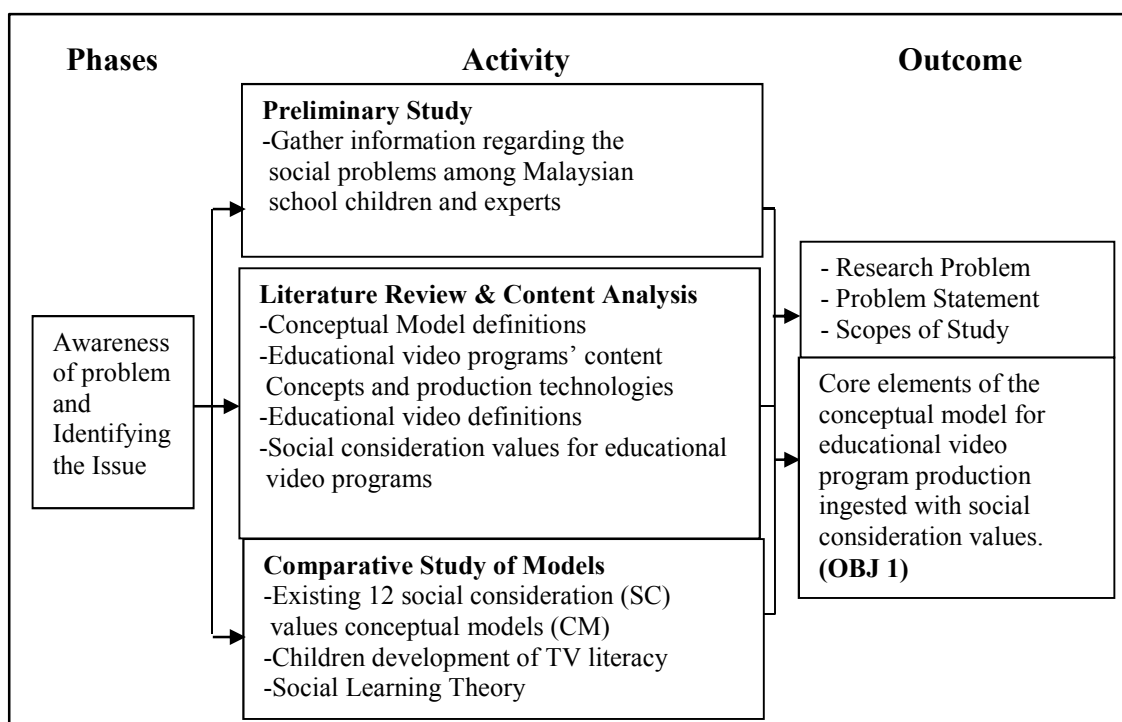 Phases
Activity
Outcome
Awareness
of problem
and
Identifying
the Issue
Preliminary Study
-Gather information regarding the
social problems among Malaysian
school children and experts
Literature Review & Content Analysis
-Conceptual Model definitions
-Educational video programs’ content
Concepts and production technologies
-Educational video definitions
-Social consideration values for educational
video programs
Comparative Study of Models
-Existing 12 social consideration (SC)
values conceptual models (CM)
-Children development of TV literacy
-Social Learning Theory
- Research Problem
- Problem Statement
- Scopes of Study
Core elements of the
conceptual model for
educational video
program production
ingested with social
consideration values.
(OBJ 1)